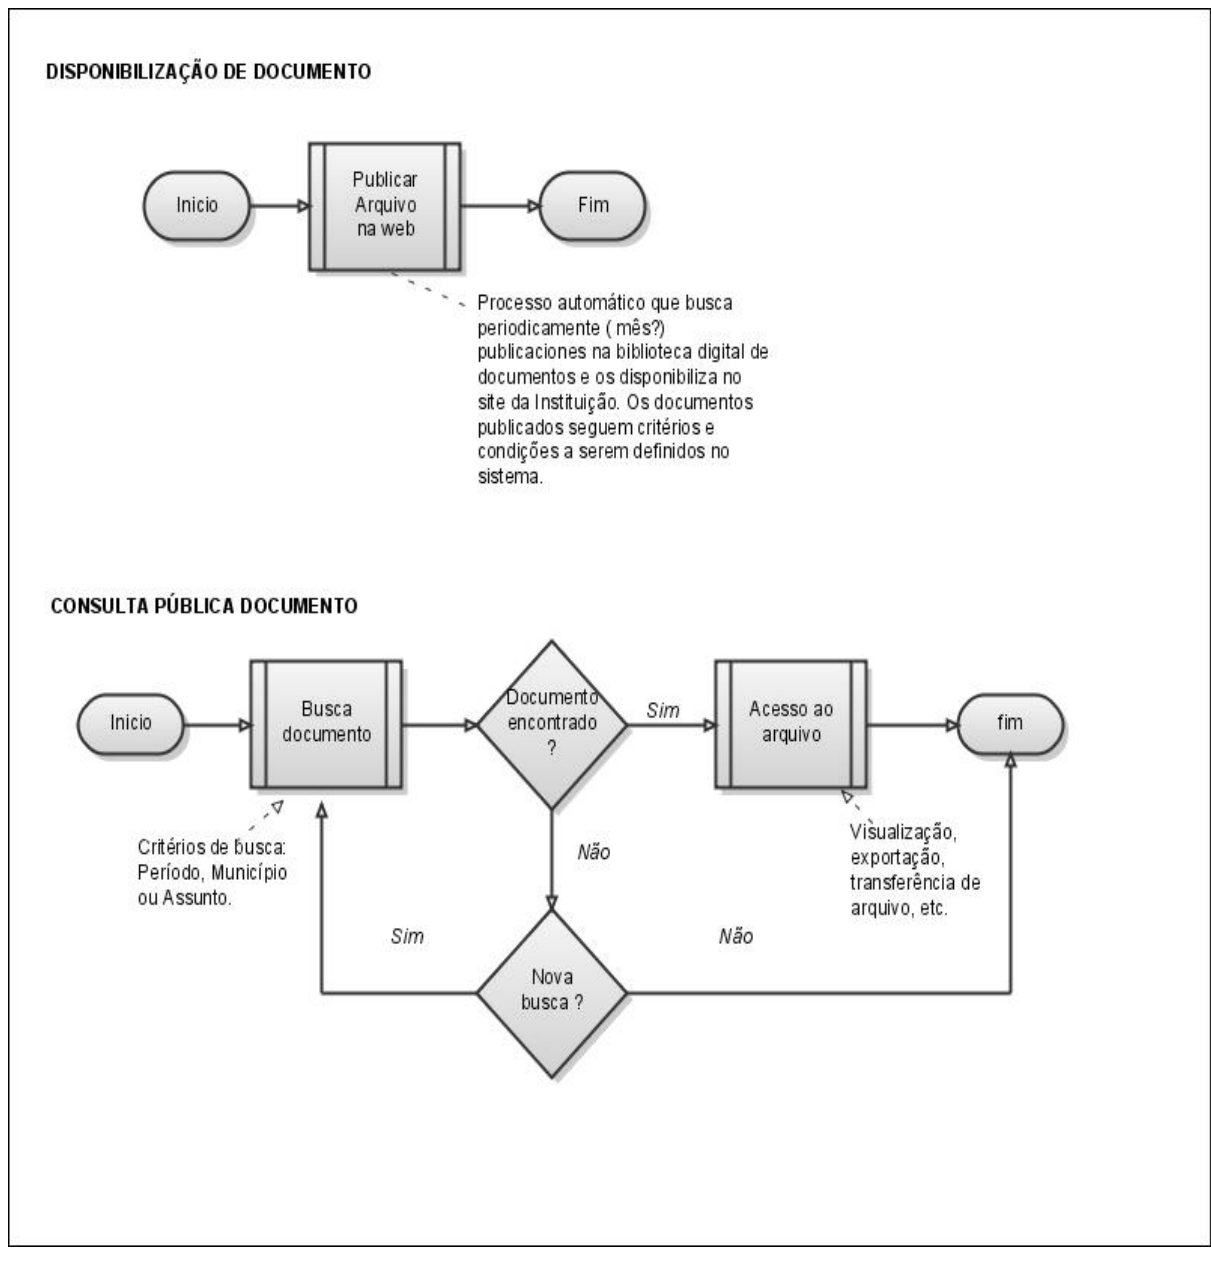 DISPONIBILIZAÇÃO DE DOCUMENTO
Inicio
Publicar
Arquivo
na web
Fim
Processo automático que busca
periodicamente ( mês?)
publicaciones na biblioteca digital de
documentos e os disponibiliza no
site da Instituição. Os documentos
publicados seguem critérios e
condições a serem definidos no
sistema.
CONSULTA PÚBLICA DOCUMENTO
Inicio
Busca
documento
Documento
encontrado
?
Sim
Acesso ao
arquivo
fim
Critérios de busca:
Período, Município
ou Assunto.
Não
Visualização,
exportação,
transferência de
arquivo, etc.
Sim
Não
Nova
busca ?